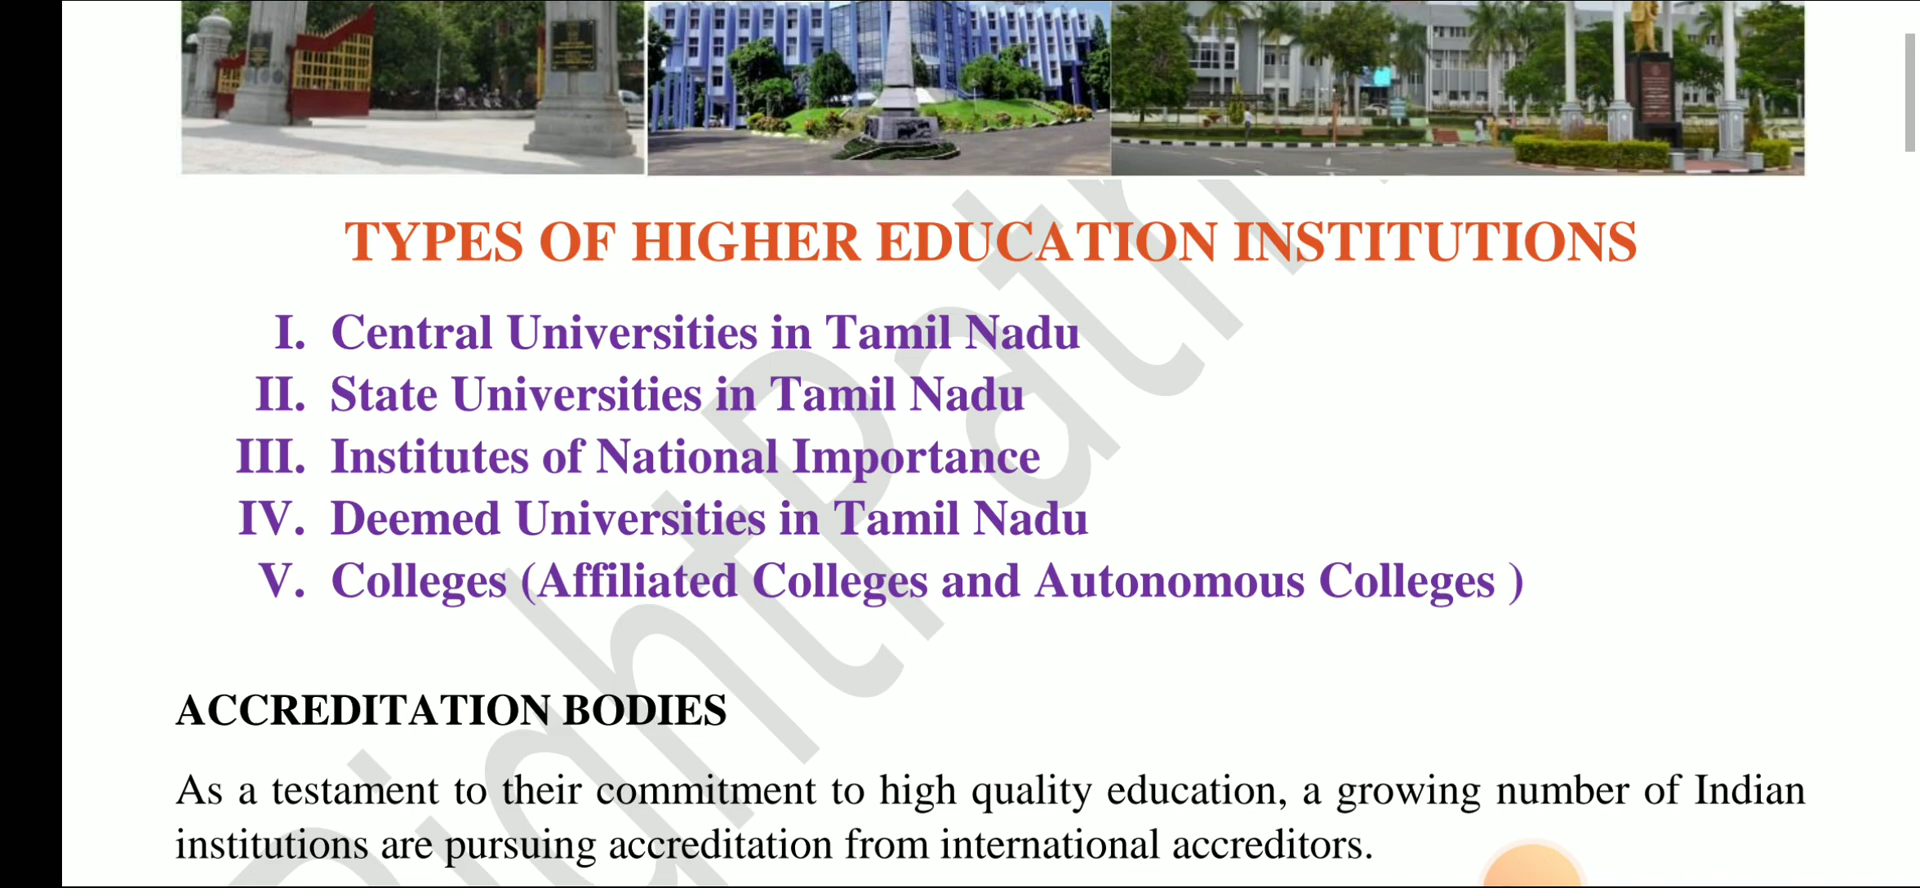 TYPES OF HIGHER EDUCATION INSTITUTIONS
I. Central Universities in Tamil Nadu
II. State Universities in Tamil Nadu
III. Institutes of National Importance
IV. Deemed Universities in Tamil Nadu
V. Colleges (Affiliated Colleges and Autonomous Colleges )
ACCREDITATION BODIES
As a testament to their commitment to high quality education, a growing number of Indian
institutions are pursuing accreditation from international accreditors.